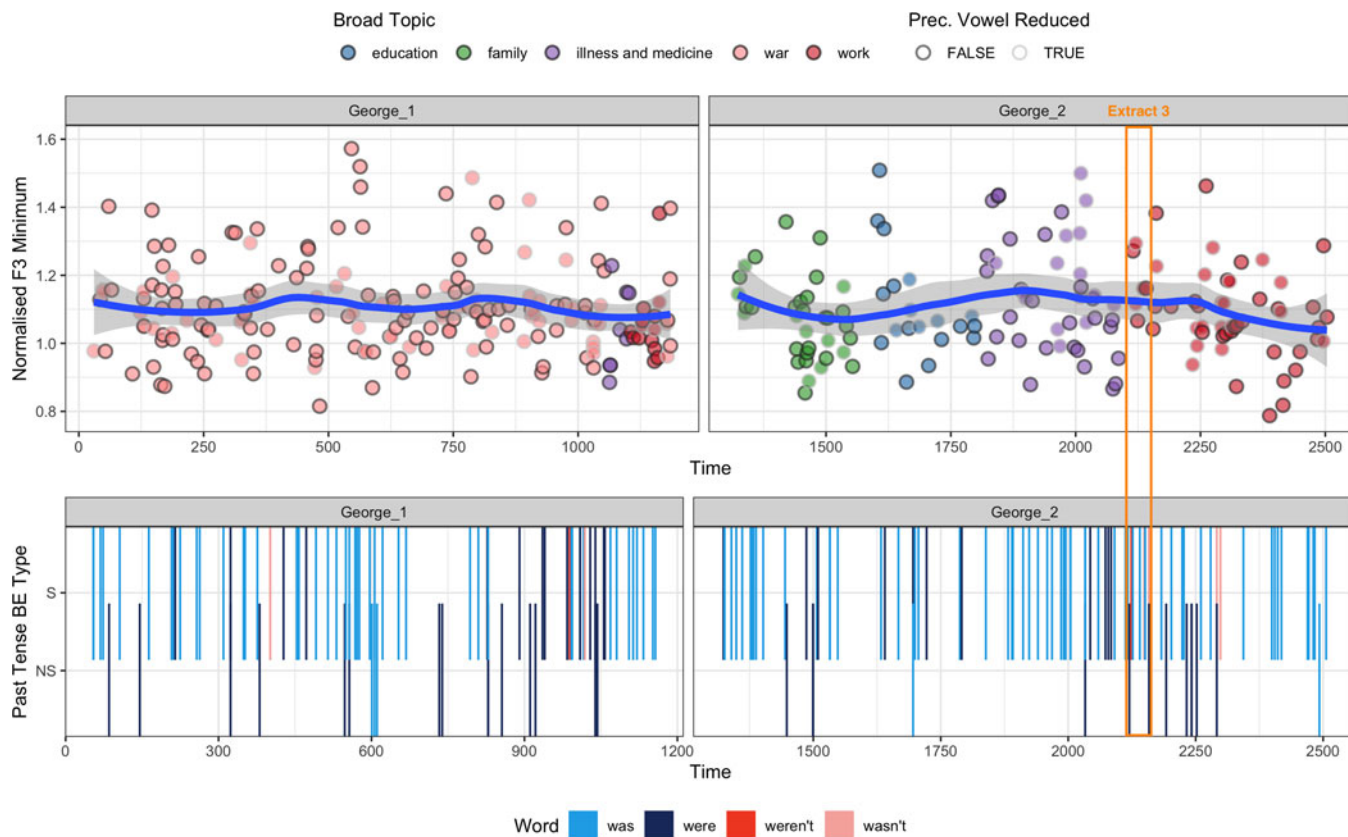 Broad Topic Prec. Vowel Reduced
education family illness and medicine war work FALSE TRUE
George_1 George_2 Extract 3
Normalised F3 Minimum
1.6
1.4
1.2
1.0
0.8
0 250 500 750 1000 1500 1750 2000 2250 2500
Time Time
George_1 George_2
Past Tense BE Type
S
NS
0 300 600 900 1200 1500 1750 2000 2250 2500
Time Time
Word was were weren't wasn't